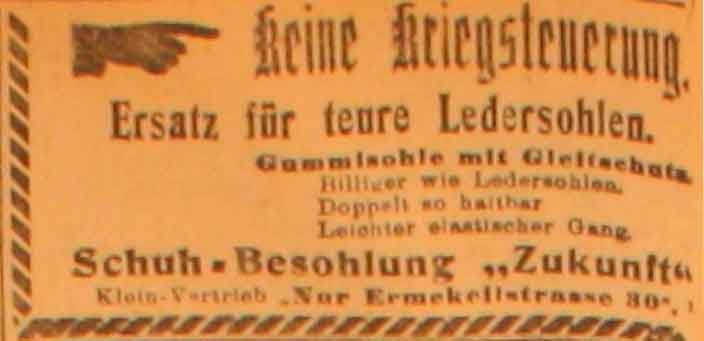 Keine Kriegsteuerung.
Ersatz für teure Ledersohlen.
Gummisohle mit Gleitschutz.
Billiger wie Ledersohlen.
Doppelt so haltbar
Leichter elastischer Gang.
Schuh-Besohlung „Zukunft“
Klein-Vertrieb „Nur Ermekeilstrasse 30“.